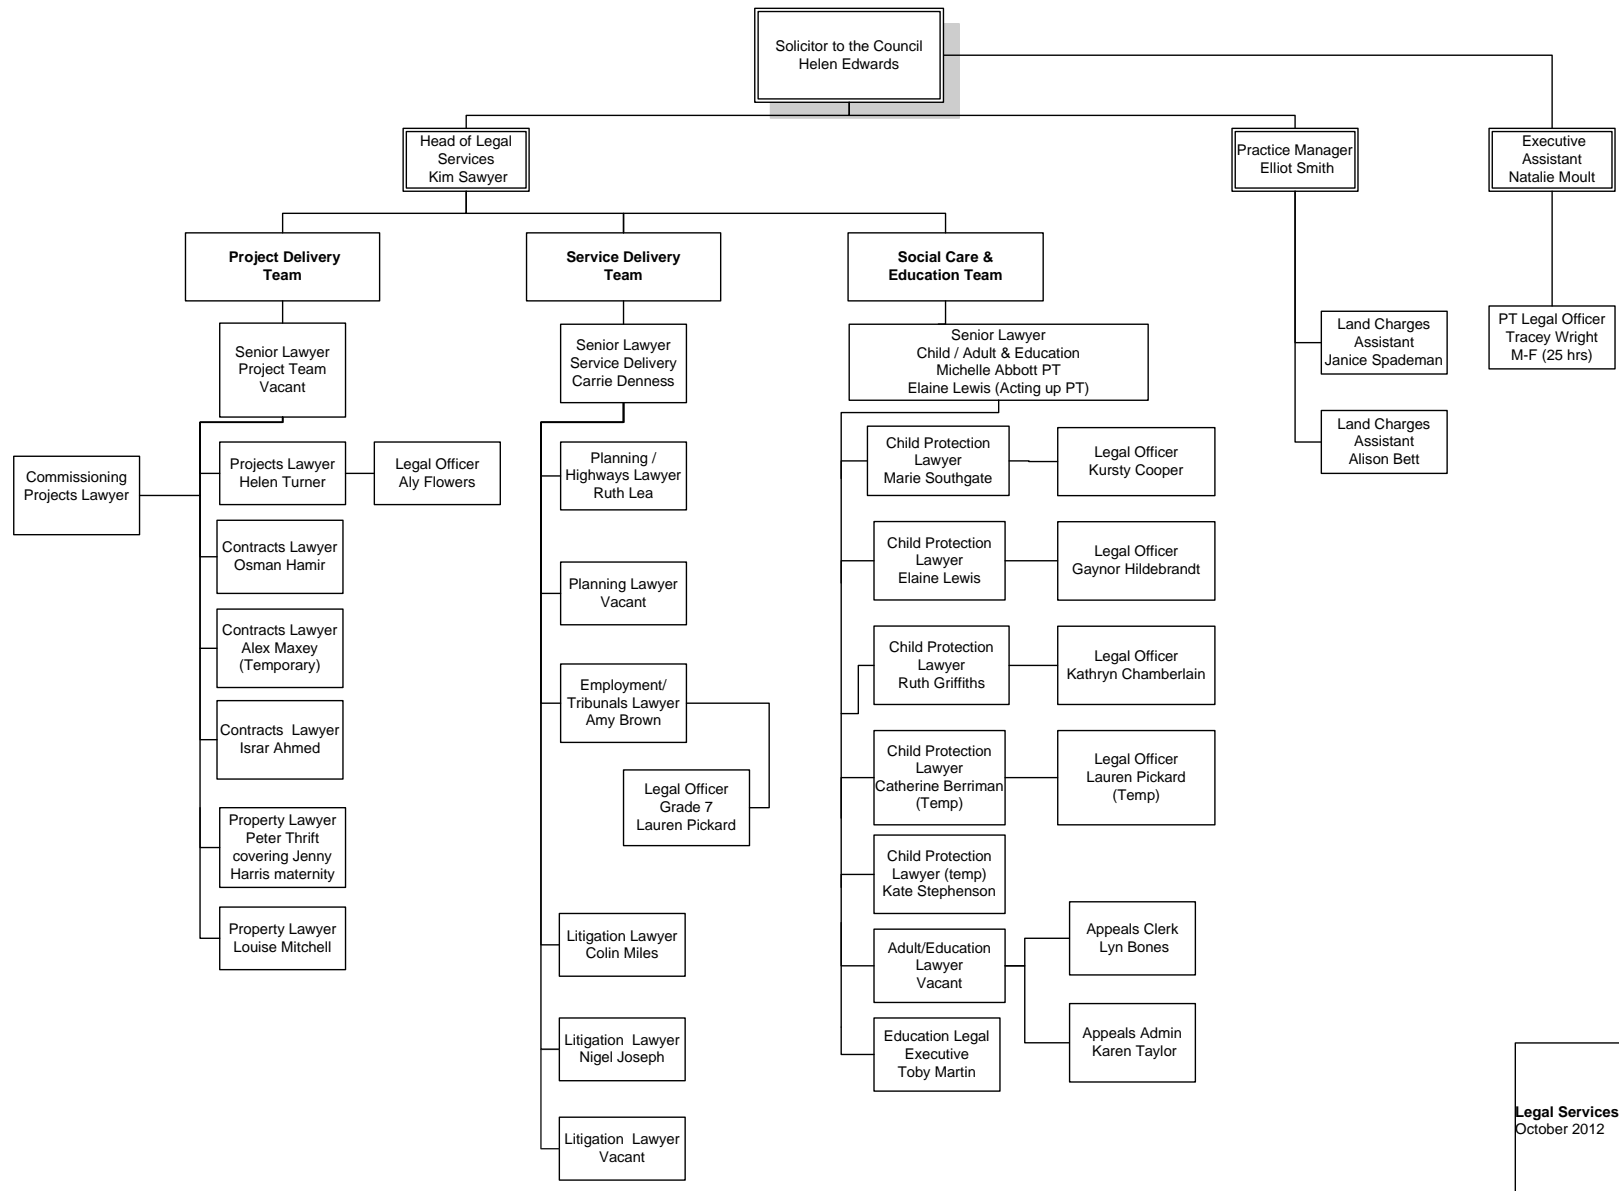 Solicitor to the Council
Helen Edwards
Head of Legal
Services
Kim Sawyer
Practice Manager
Elliot Smith
Executive
Assistant
Natalie Moult
Project Delivery
Team
Service Delivery
Team
Social Care &
Education Team
Senior Lawyer
Project Team
Vacant
Senior Lawyer
Service Delivery
Carrie Denness
Senior Lawyer
Child / Adult & Education
Michelle Abbott PT
Elaine Lewis (Acting up PT)
Land Charges
Assistant
Janice Spademan
PT Legal Officer
Tracey Wright
M-F (25 hrs)
Land Charges
Assistant
Alison Bett
Commissioning
Projects Lawyer
Projects Lawyer
Helen Turner
Legal Officer
Aly Flowers
Contracts Lawyer
Osman Hamir
Contracts Lawyer
Alex Maxey
(Temporary)
Contracts  Lawyer
Israr Ahmed
Property Lawyer
Peter Thrift
covering Jenny
Harris maternity
Property Lawyer
Louise Mitchell
Planning /
Highways Lawyer
Ruth Lea
Planning Lawyer
Vacant
Employment/
Tribunals Lawyer
Amy Brown
Legal Officer
Grade 7
Lauren Pickard
Litigation Lawyer
Colin Miles
Litigation  Lawyer
Nigel Joseph
Litigation  Lawyer
Vacant
Child Protection
Lawyer
Marie Southgate
Legal Officer
Kursty Cooper
Child Protection
Lawyer
Elaine Lewis
Legal Officer
Gaynor Hildebrandt
Child Protection
Lawyer
Ruth Griffiths
Legal Officer
Kathryn Chamberlain
Child Protection
Lawyer
Catherine Berriman
(Temp)
Legal Officer
Lauren Pickard
(Temp)
Child Protection
Lawyer (temp)
Kate Stephenson
Adult/Education
Lawyer
Vacant
Appeals Clerk
Lyn Bones
Appeals Admin
Karen Taylor
Education Legal
Executive
Toby Martin
Legal Services
October 2012